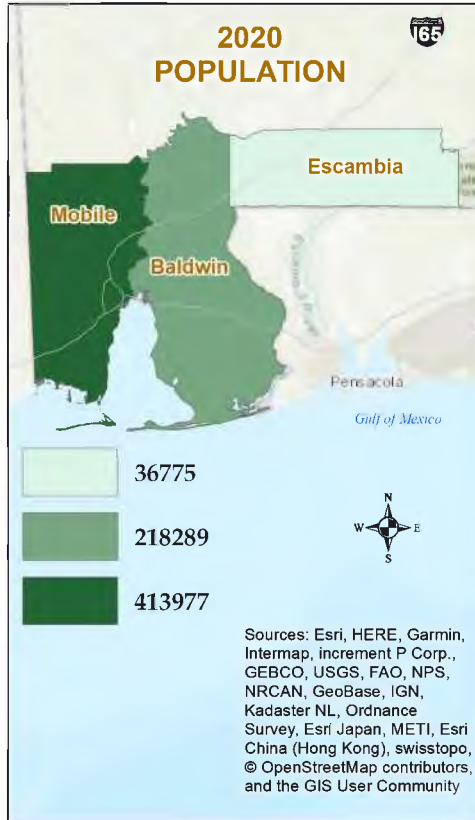 2020
POPULATION
165
Escambia
Mobile
Baldwin
Pensacola
Gulf of Mexico
36775
218289
413977
N
W E
S
Sources: Esri, HERE, Garmin,
Intermap, increment P Corp.,
GEBCO, USGS, FAO, NPS,
NRCAN, GeoBase, IGN,
Kadaster NL, Ordnance
Survey, Esri Japan, METI, Esri
China (Hong Kong), swisstopo,
© OpenStreetMap contributors,
and the GIS User Community